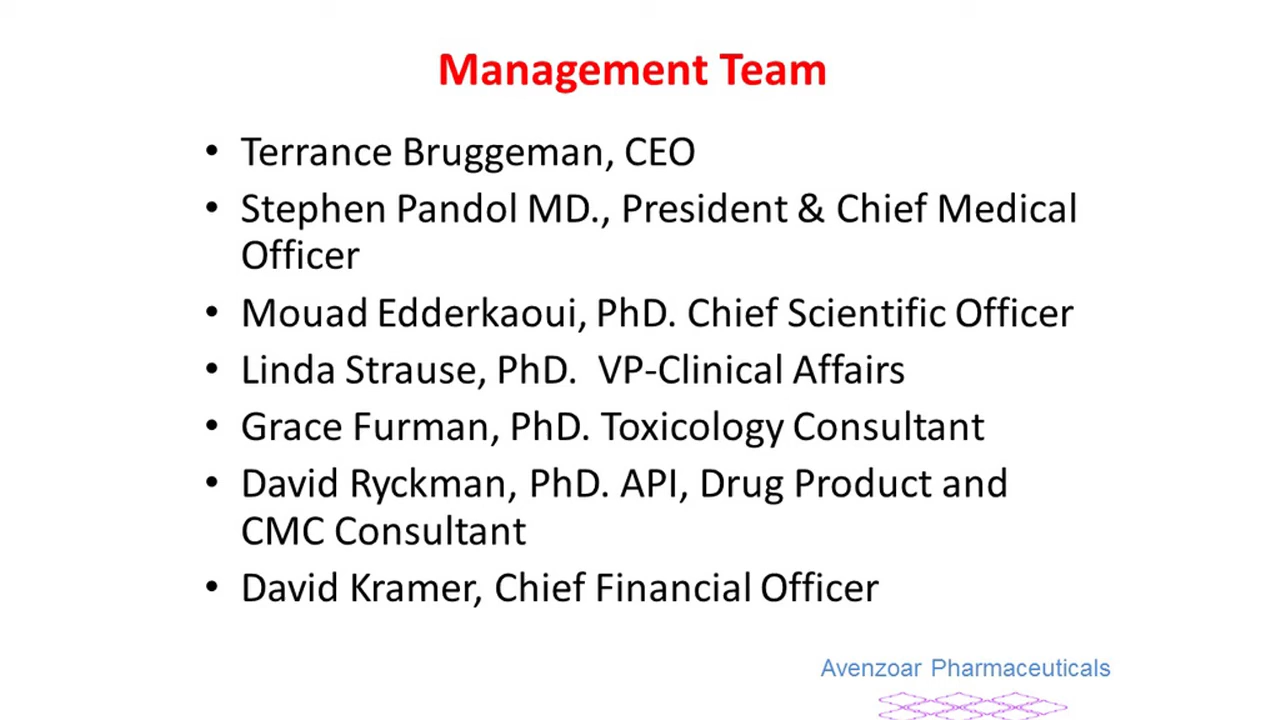 Management Team
• Terrance Bruggeman, CEO
• Stephen Pandol MD., President & Chief Medical
Officer
• Mouad Edderkaoui, PhD. Chief Scientific Officer
• Linda Strause, PhD.  VP-Clinical Affairs
• Grace Furman, PhD. Toxicology Consultant
• David Ryckman, PhD. API, Drug Product and
CMC Consultant
• David Kramer, Chief Financial Officer
Avenzoar Pharmaceuticals